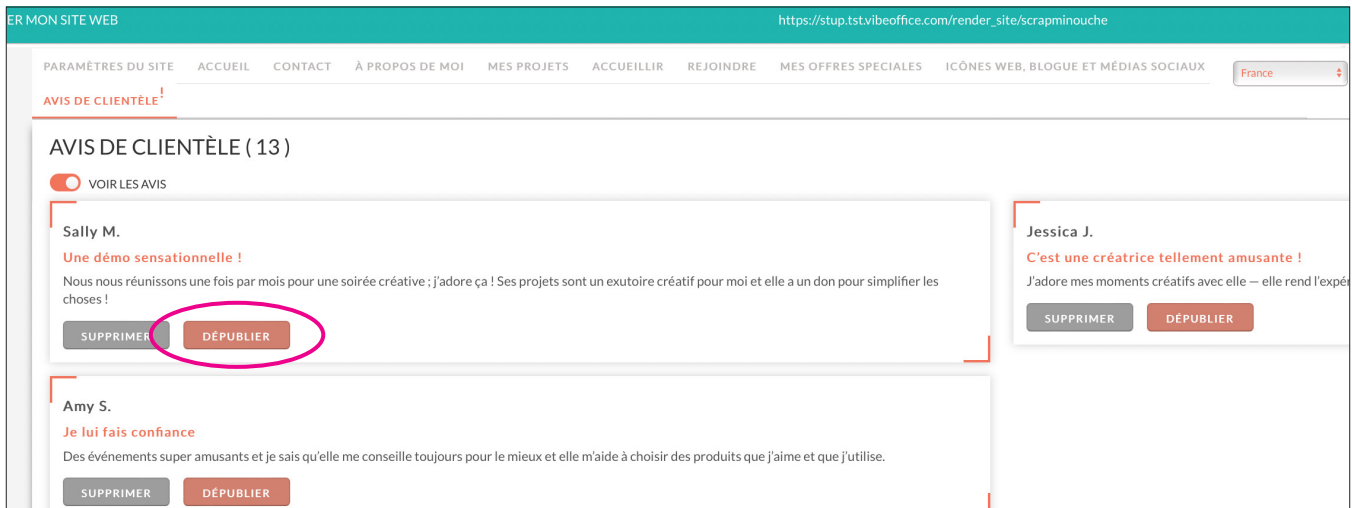 ER MON SITE WEB
https://stup.tst.vibeoffice.com/render_site/scrapminouche
PARAMÈTRES DU SITE ACCUEIL CONTACT À PROPOS DE MOI MES PROJETS ACCUEILLIR REJOINDRE MES OFFRES SPECIALES ICÔNES WEB, BLOGUE ET MÉDIAS SOCIAUX
France
AVIS DE CLIENTÈLE!
AVIS DE CLIENTÈLE ( 13 )
VOIR LES AVIS
Sally M.
Une démo sensationnelle !
Nous nous réunissons une fois par mois pour une soirée créative ; j'adore ça ! Ses projets sont un exutoire créatif pour moi et elle a un don pour simplifier les
choses !
SUPPRIMER DÉPUBLIER
Jessica J.
C'est une créatrice tellement amusante !
J'adore mes moments créatifs avec elle — elle rend l'expér
SUPPRIMER DÉPUBLIER
Amy S.
Je lui fais confiance
Des événements super amusants et je sais qu'elle me conseille toujours pour le mieux et elle m'aide à choisir des produits que j'aime et que j'utilise.
SUPPRIMER DÉPUBLIER